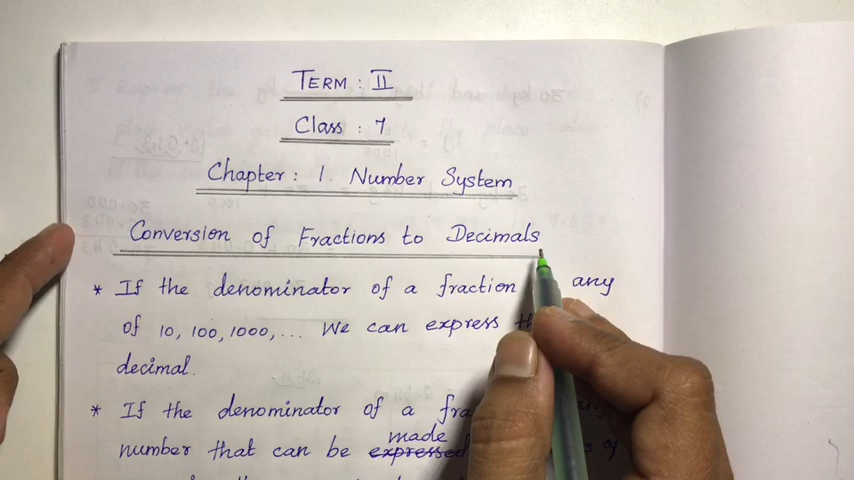 TERM : II
Class : 7
Chapter : 1. Number System
Conversion of Fractions to Decimals
* If the denominator of a fraction any
of 10, 100, 1000, ... We can express
decimal.
* If the denominator of a
number that can be made expressed